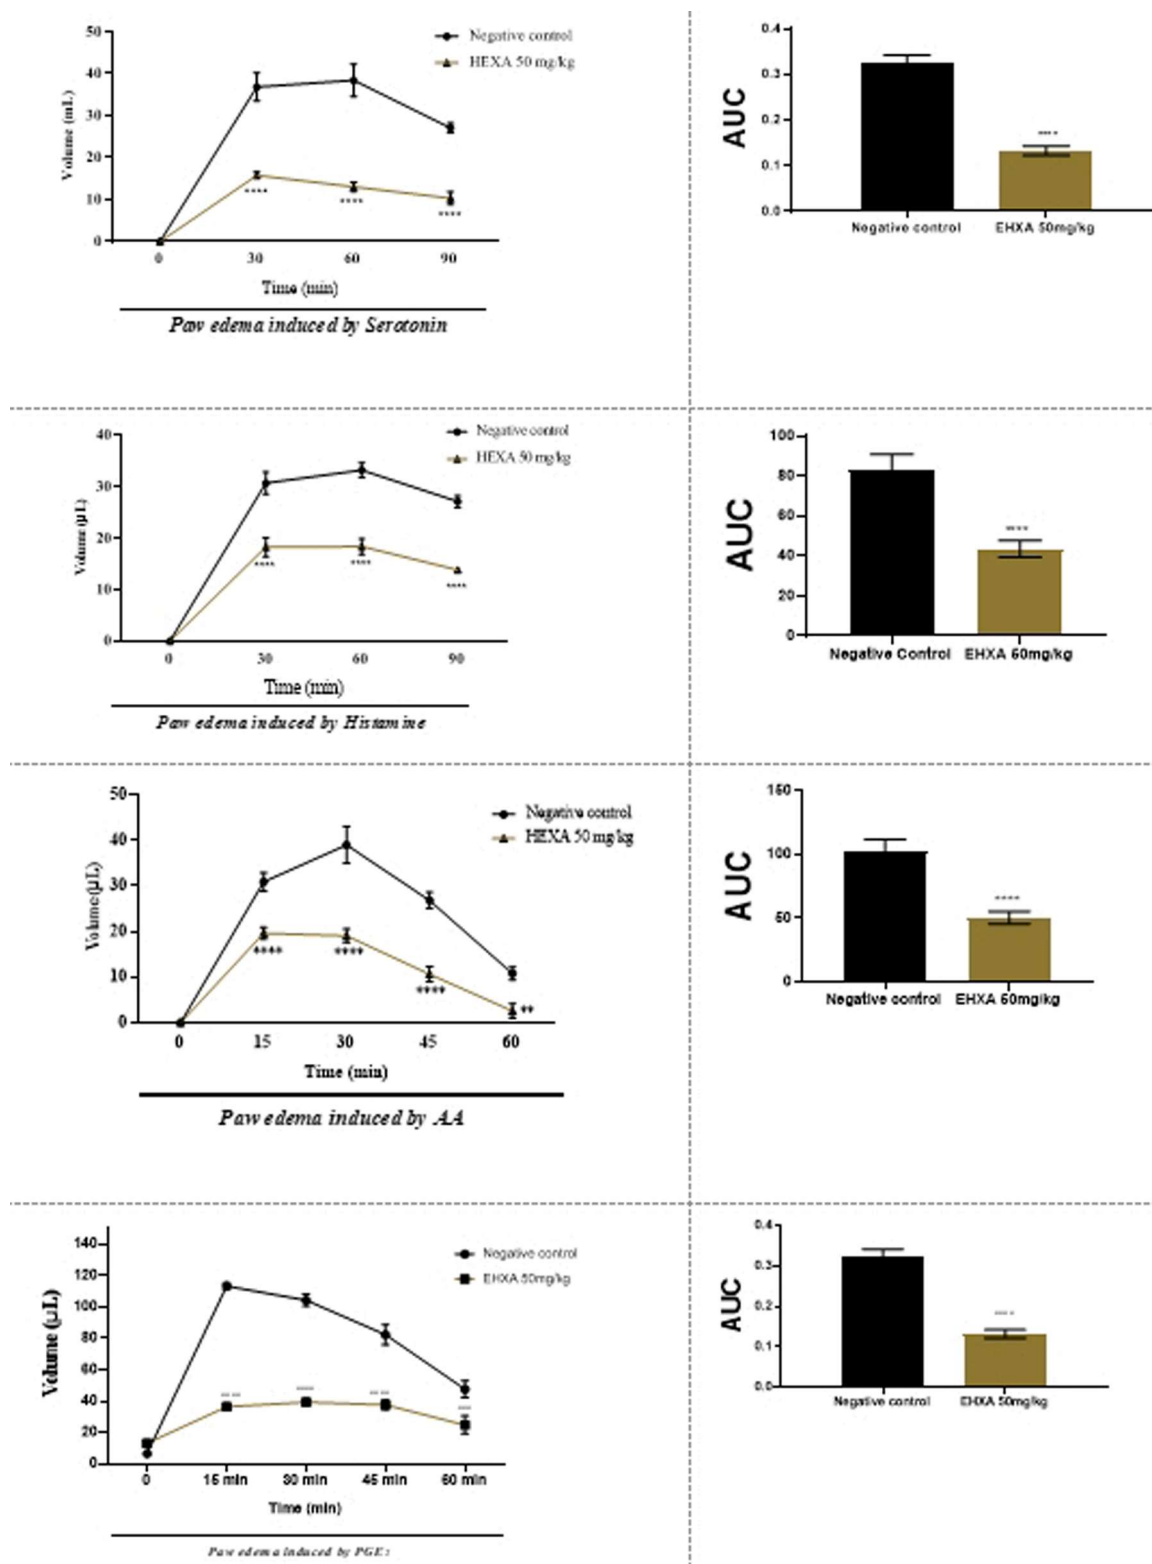 50
40
30
20
10
0
Volume (mL)
Negative control
HEXA 50 mg/kg
****
****
****
0 30 60 90
Time (min)
Paw edema induced by Serotonin
0.4
0.3
0.2
0.1
0.0
AUC
****
Negative control EHXA 50mg/kg
40
30
20
10
0
Volume (µL)
Negative control
HEXA 50 mg/kg
****
****
****
0 30 60 90
Time (min)
Paw edema induced by Histamine
100
80
60
40
20
0
AUC
****
Negative Control EHXA 60mg/kg
50
40
30
20
10
0
Volume (µL)
Negative control
HEXA 50 mg/kg
****
****
****
**
0 15 30 45 60
Time (min)
Paw edema induced by AA
150
100
50
0
AUC
****
Negative control EHXA 60mg/kg
140
120
100
80
60
40
20
0
Volume (µL)
Negative control
EHXA 50mg/kg
0 15 min 30 min 45 min 60 min
Time (min)
Paw edema induced by PGE2
0.4
0.3
0.2
0.1
0.0
AUC
****
Negative control EHXA 50mg/kg